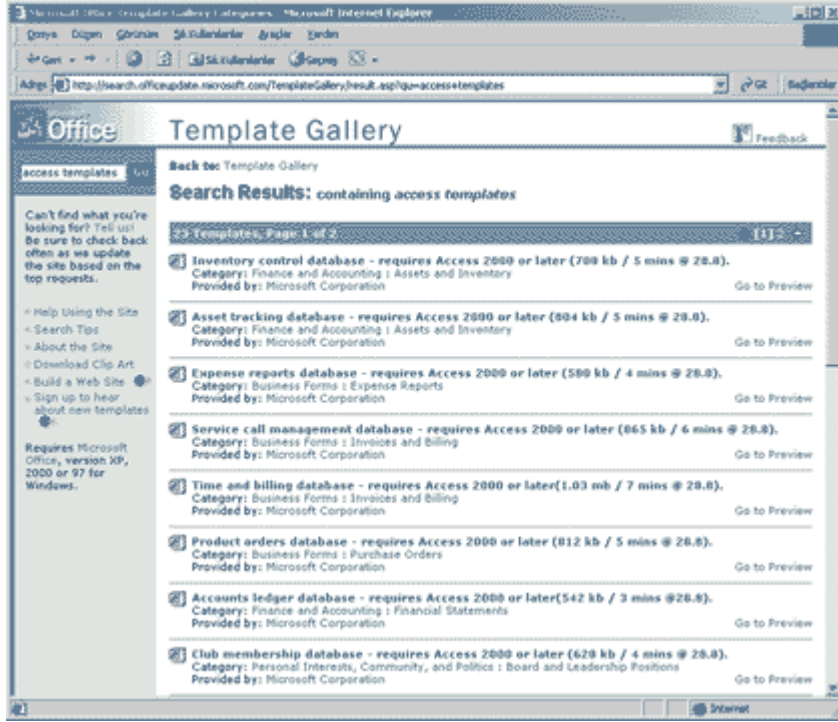 Microsoft Office Template Gallery Categories - Microsoft Internet Explorer
Dosya Düzen Görünüm Sık Kullanılanlar Araçlar Yardım
Geri Sık Kullanılanlar Geçmiş
Adres http://search.officeupdate.microsoft.com/TemplateGallery/result.asp?qu=access+templates Git Bağlantılar
Office Template Gallery Feedback
access templates Go
Back to: Template Gallery
Search Results: containing access templates
Can't find what you're
looking for? Tell us!
Be sure to check back
often as we update
the site based on the
top requests.
Help Using the Site
Search Tips
About the Site
Download Clip Art
Build a Web Site
Sign up to hear
about new templates
Requires Microsoft
Office, version XP,
2000 or 97 for
Windows.
23 Templates, Page 1 of 2 [1] 2
Inventory control database - requires Access 2000 or later (708 kb / 5 mins @ 28.8).
Category: Finance and Accounting : Assets and Inventory
Provided by: Microsoft Corporation Go to Preview
Asset tracking database - requires Access 2000 or later (804 kb / 5 mins @ 28.8).
Category: Finance and Accounting : Assets and Inventory
Provided by: Microsoft Corporation Go to Preview
Expense reports database - requires Access 2000 or later (580 kb / 4 mins @ 28.8).
Category: Business Forms : Expense Reports
Provided by: Microsoft Corporation Go to Preview
Service call management database - requires Access 2000 or later (865 kb / 6 mins @ 28.8).
Category: Business Forms : Invoices and Billing
Provided by: Microsoft Corporation Go to Preview
Time and billing database - requires Access 2000 or later(1.03 mb / 7 mins @ 28.8).
Category: Business Forms : Invoices and Billing
Provided by: Microsoft Corporation Go to Preview
Product orders database - requires Access 2000 or later (812 kb / 5 mins @ 28.8).
Category: Business Forms : Purchase Orders
Provided by: Microsoft Corporation Go to Preview
Accounts ledger database - requires Access 2000 or later(542 kb / 3 mins @28.8).
Category: Finance and Accounting : Financial Statements
Provided by: Microsoft Corporation Go to Preview
Club membership database - requires Access 2000 or later (628 kb / 4 mins @ 28.8).
Category: Personal Interests, Community, and Politics : Board and Leadership Positions
Provided by: Microsoft Corporation Go to Preview
Internet